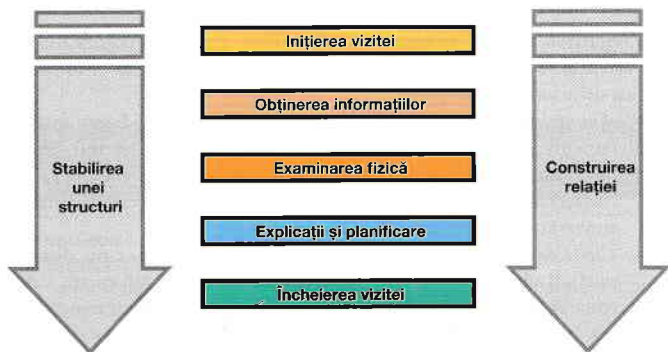 Inițierea vizitei
Obținerea informațiilor
Examinarea fizică
Explicații și planificare
Încheierea vizitei
Stabilirea
unei
structuri
Construirea
relației